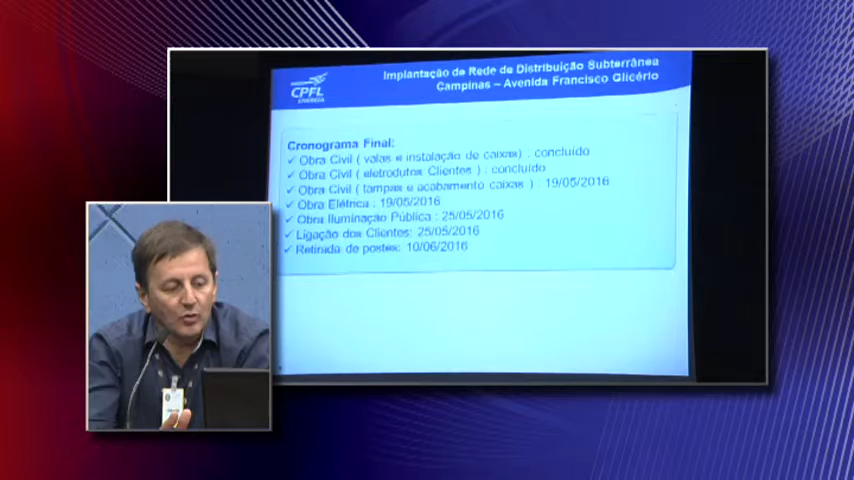 CPFL
ENERGIA
Implantação de Rede de Distribuição Subterrânea
Campinas – Avenida Francisco Glicério
Cronograma Final:
✓ Obra Civil ( valas e instalação de caixas) : concluído
✓ Obra Civil ( eletrodutos Clientes ) : concluído
✓ Obra Civil ( tampas e acabamento caixas ) : 19/05/2016
✓ Obra Elétrica : 19/05/2016
✓ Obra Iluminação Pública : 25/05/2016
✓ Ligação dos Clientes: 25/05/2016
✓ Retirada de postes: 10/06/2016